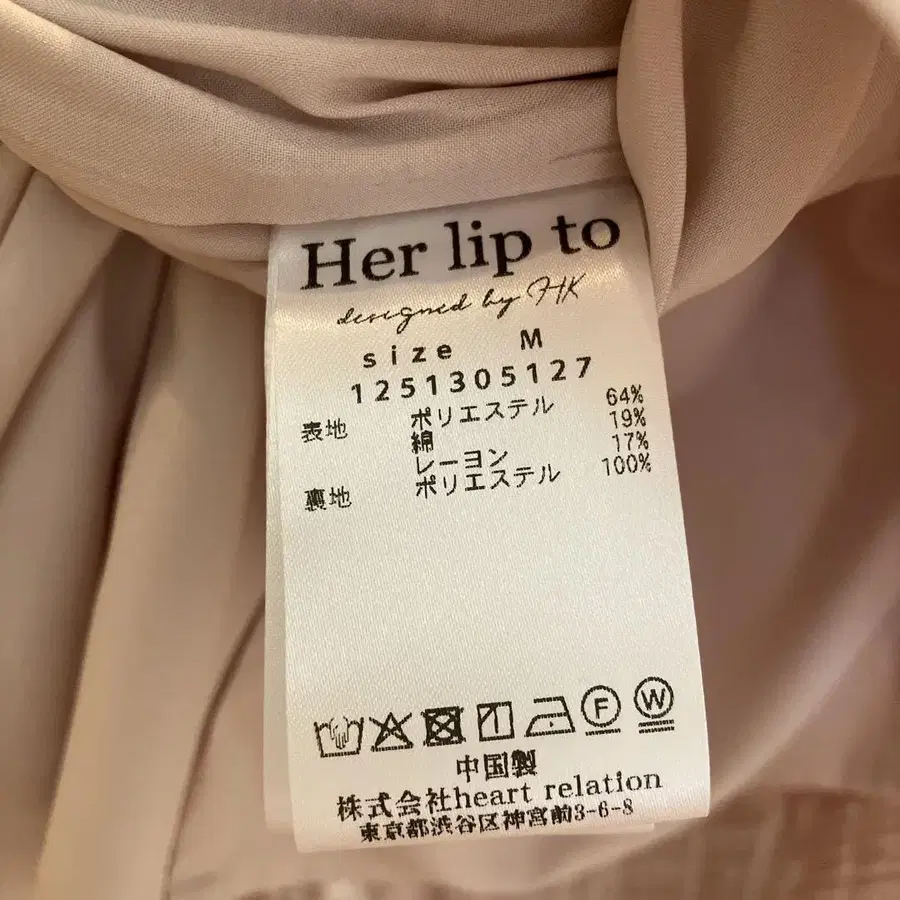 Her lip to
designed by HK
size M
1251305127
表地 ポリエステル 64%
綿 19%
レーヨン 17%
裏地 ポリエステル 100%
F W
中国製
株式会社heart relation
東京都渋谷区神宮前3-6-8